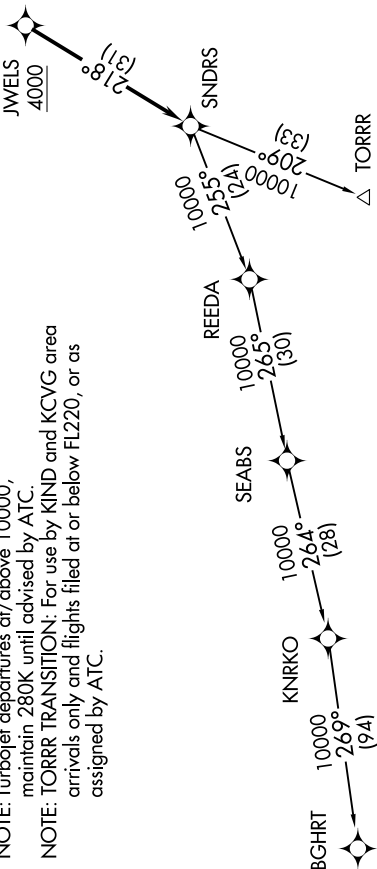 NOTE: Turbojet departures at/above 10000,
maintain 280K until advised by ATC.
NOTE: TORRR TRANSITION: For use by KIND and KCVG area
arrivals only and flights filed at or below FL220, or as
assigned by ATC.
JWELS
4000
218°
(31)
SNDRS
10000
209°
(33)
TORRR
10000
255°
(24)
REEDA
10000
265°
(30)
SEABS
10000
264°
(28)
KNRKO
10000
269°
(94)
BGHRT